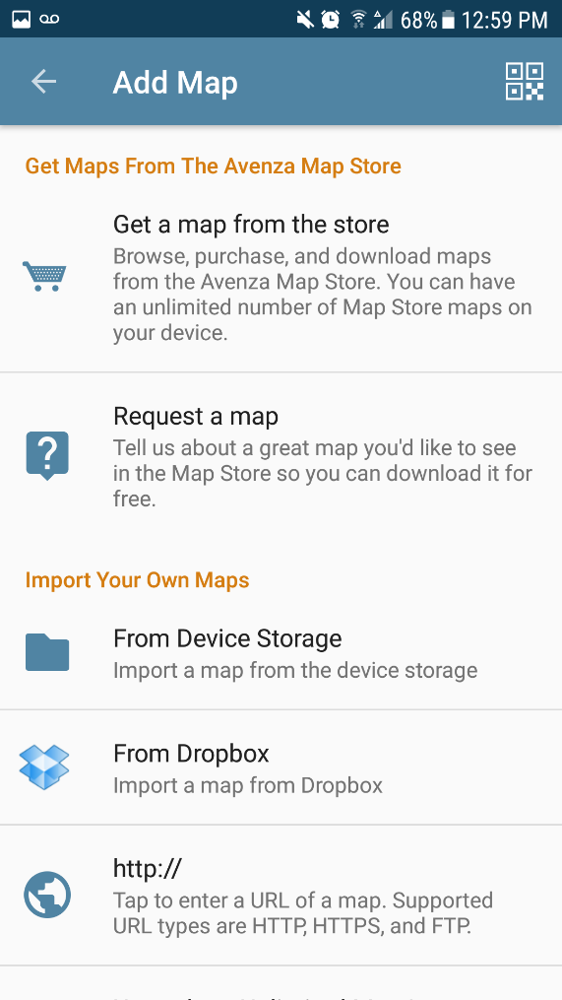 68% 12:59 PM
Add Map
Get Maps From The Avenza Map Store
Get a map from the store
Browse, purchase, and download maps
from the Avenza Map Store. You can have
an unlimited number of Map Store maps on
your device.
Request a map
Tell us about a great map you'd like to see
in the Map Store so you can download it for
free.
Import Your Own Maps
From Device Storage
Import a map from the device storage
From Dropbox
Import a map from Dropbox
http://
Tap to enter a URL of a map. Supported
URL types are HTTP, HTTPS, and FTP.